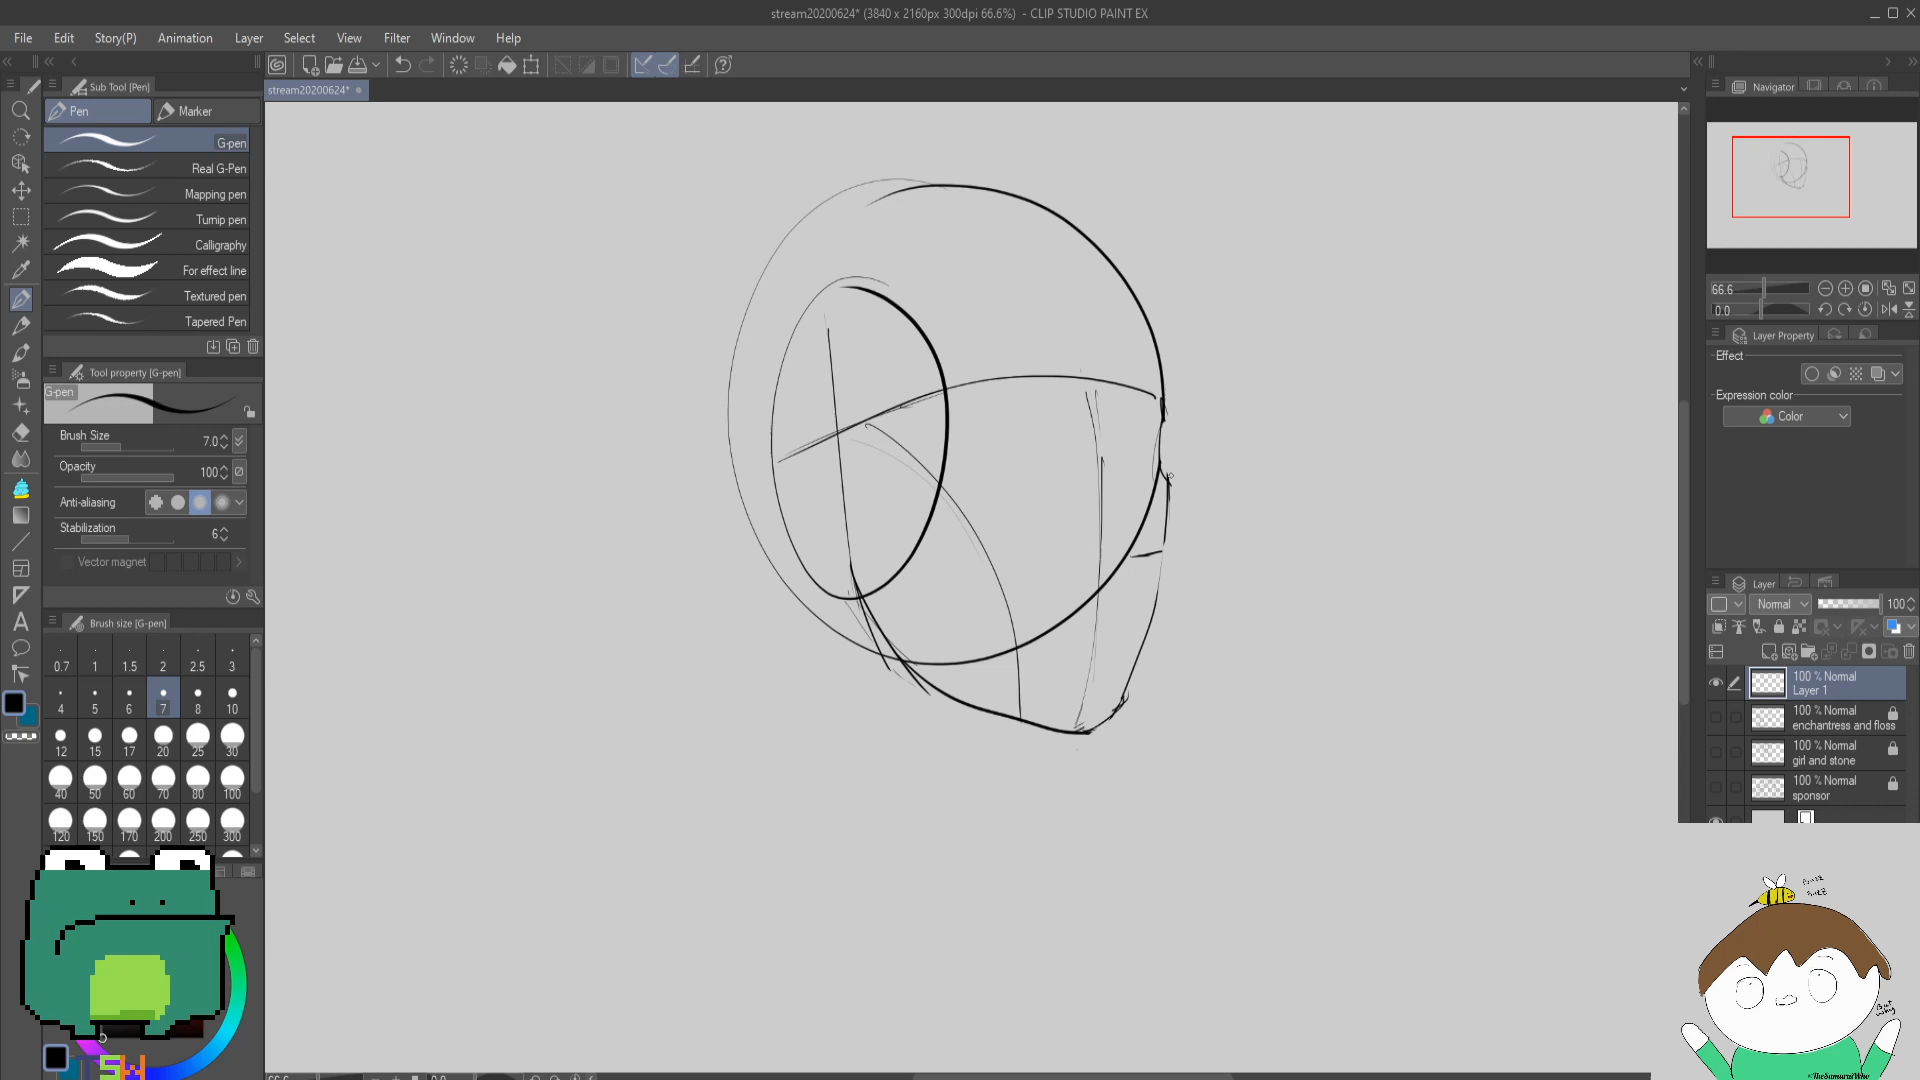 stream20200624* (3840 x 2160px 300dpi 66.6%) - CLIP STUDIO PAINT EX
File Edit Story(P) Animation Layer Select View Filter Window Help
Sub Tool [Pen]
stream20200624*
Navigator
Pen Marker
G-pen
Real G-Pen
Mapping pen
Turnip pen
Calligraphy
For effect line
Textured pen
Tapered Pen
66.6
0.0
Layer Property
Effect
Expression color
Color
Tool property [G-pen]
G-pen
Brush Size 7.0
Opacity 100
Anti-aliasing
Stabilization 6
Vector magnet
Brush size [G-pen]
0.7 1 1.5 2 2.5 3
4 5 6 7 8 10
12 15 17 20 25 30
40 50 60 70 80 100
120 150 170 200 250 300
Layer
Normal 100
100 % Normal
Layer 1
100 % Normal
enchantress and floss
100 % Normal
girl and stone
100 % Normal
sponsor
Buzz
Buzz
But
why
©TheSamuraiWho
SW